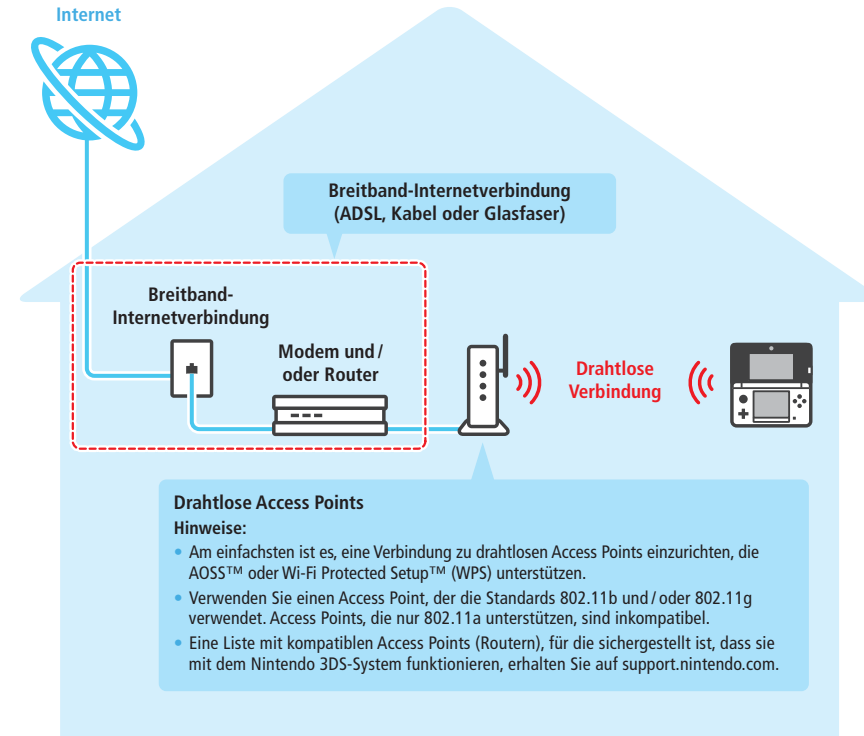 Internet
Breitband-Internetverbindung
(ADSL, Kabel oder Glasfaser)
Breitband-
Internetverbindung
Modem und /
oder Router
Drahtlose
Verbindung
Drahtlose Access Points
Hinweise:
• Am einfachsten ist es, eine Verbindung zu drahtlosen Access Points einzurichten, die
AOSS™ oder Wi-Fi Protected Setup™ (WPS) unterstützen.
• Verwenden Sie einen Access Point, der die Standards 802.11b und / oder 802.11g
verwendet. Access Points, die nur 802.11a unterstützen, sind inkompatibel.
• Eine Liste mit kompatiblen Access Points (Routern), für die sichergestellt ist, dass sie
mit dem Nintendo 3DS-System funktionieren, erhalten Sie auf support.nintendo.com.